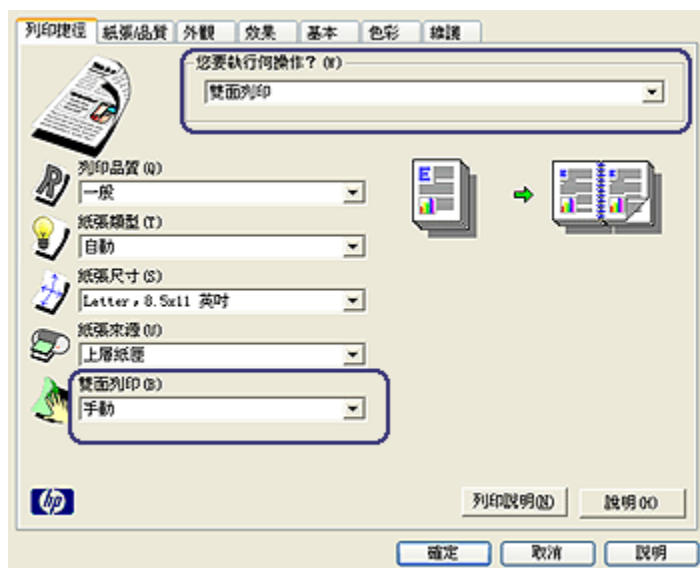 列印捷徑 紙張/品質 外觀 效果 基本 色彩 維護
您要執行何操作? (W)
雙面列印
列印品質 (Q)
一般
紙張類型 (T)
自動
紙張尺寸 (S)
Letter, 8.5x11 英吋
紙張來源 (U)
上層紙匣
雙面列印 (B)
手動
hp
列印說明(N) 說明 (X)
確定 取消 說明